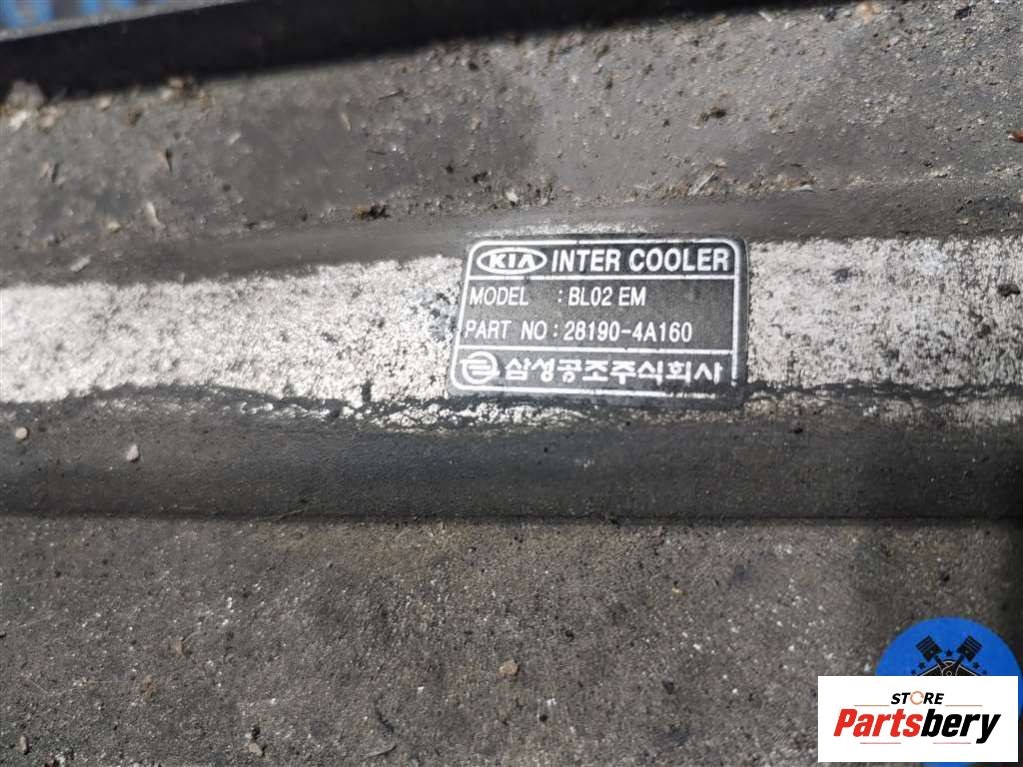 KIA INTER COOLER
MODEL : BL02 EM
PART NO : 28190-4A160
삼성공조주식회사
STORE
Partsbery